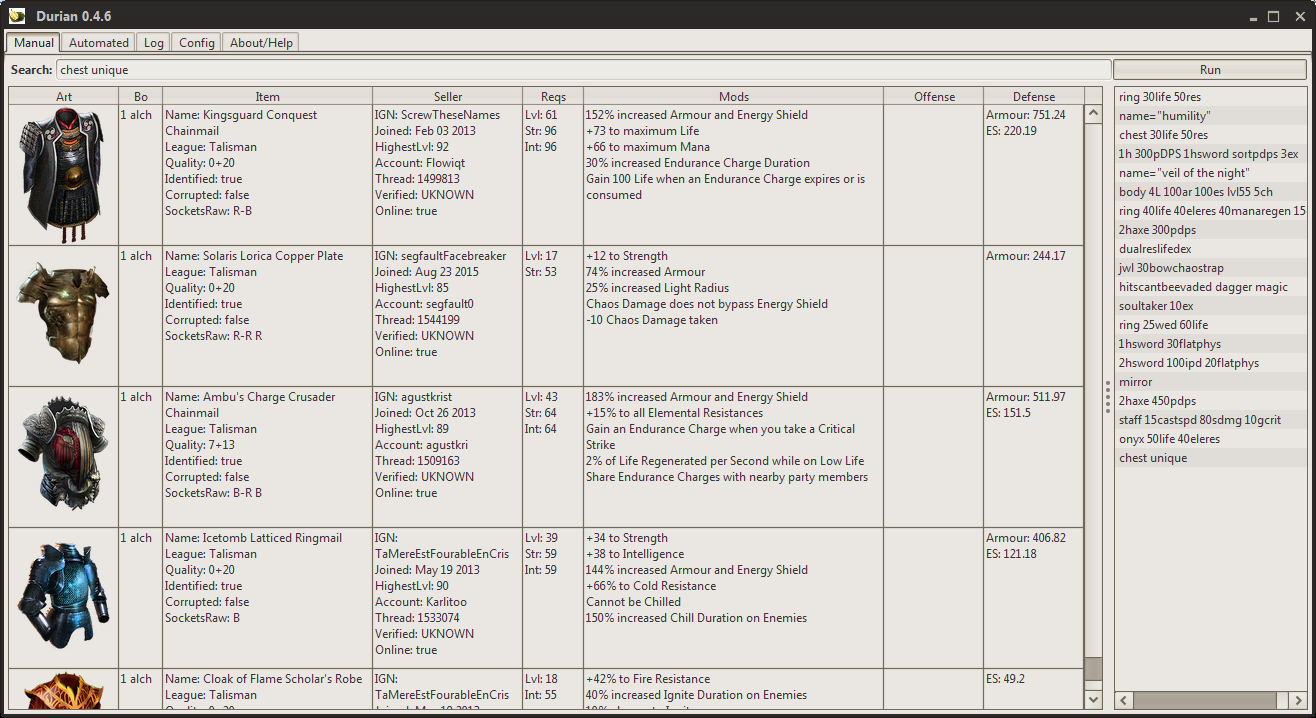 Durian 0.4.6
Manual Automated Log Config About/Help
Search: chest unique Run
Art Bo Item Seller Reqs Mods Offense Defense
1 alch
Name: Kingsguard Conquest
Chainmail
League: Talisman
Quality: 0+20
Identified: true
Corrupted: false
SocketsRaw: R-B
IGN: ScrewTheseNames
Joined: Feb 03 2013
HighestLvl: 92
Account: Flowiqt
Thread: 1499813
Verified: UKNOWN
Online: true
Lvl: 61
Str: 96
Int: 96
152% increased Armour and Energy Shield
+73 to maximum Life
+66 to maximum Mana
30% increased Endurance Charge Duration
Gain 100 Life when an Endurance Charge expires or is
consumed
Armour: 751.24
ES: 220.19
1 alch
Name: Solaris Lorica Copper Plate
League: Talisman
Quality: 0+20
Identified: true
Corrupted: false
SocketsRaw: R-R R
IGN: segfaultFacebreaker
Joined: Aug 23 2015
HighestLvl: 85
Account: segfault0
Thread: 1544199
Verified: UKNOWN
Online: true
Lvl: 17
Str: 53
+12 to Strength
74% increased Armour
25% increased Light Radius
Chaos Damage does not bypass Energy Shield
-10 Chaos Damage taken
Armour: 244.17
1 alch
Name: Ambu's Charge Crusader
Chainmail
League: Talisman
Quality: 7+13
Identified: true
Corrupted: false
SocketsRaw: B-R B
IGN: agustkrist
Joined: Oct 26 2013
HighestLvl: 89
Account: agustkri
Thread: 1509163
Verified: UKNOWN
Online: true
Lvl: 43
Str: 64
Int: 64
183% increased Armour and Energy Shield
+15% to all Elemental Resistances
Gain an Endurance Charge when you take a Critical
Strike
2% of Life Regenerated per Second while on Low Life
Share Endurance Charges with nearby party members
Armour: 511.97
ES: 151.5
1 alch
Name: Icetomb Latticed Ringmail
League: Talisman
Quality: 0+20
Identified: true
Corrupted: false
SocketsRaw: B
IGN:
TaMereEstFourableEnCris
Joined: May 19 2013
HighestLvl: 90
Account: Karlitoo
Thread: 1533074
Verified: UKNOWN
Online: true
Lvl: 39
Str: 59
Int: 59
+34 to Strength
+38 to Intelligence
144% increased Armour and Energy Shield
+66% to Cold Resistance
Cannot be Chilled
150% increased Chill Duration on Enemies
Armour: 406.82
ES: 121.18
1 alch
Name: Cloak of Flame Scholar's Robe
League: Talisman
Quality: 0+20
IGN:
TaMereEstFourableEnCris
Joined: May 19 2013
Lvl: 18
Int: 55
+42% to Fire Resistance
40% increased Ignite Duration on Enemies
ES: 49.2
ring 30life 50res
name="humility"
chest 30life 50res
1h 300pDPS 1hsword sortpdps 3ex
name="veil of the night"
body 4L 100ar 100es lvl55 5ch
ring 40life 40eleres 40manaregen 15
2haxe 300pdps
dualreslifedex
jwl 30bowchaostrap
hitscantbeevaded dagger magic
soultaker 10ex
ring 25wed 60life
1hsword 30flatphys
2hsword 100ipd 20flatphys
mirror
2haxe 450pdps
staff 15castspd 80sdmg 10gcrit
onyx 50life 40eleres
chest unique